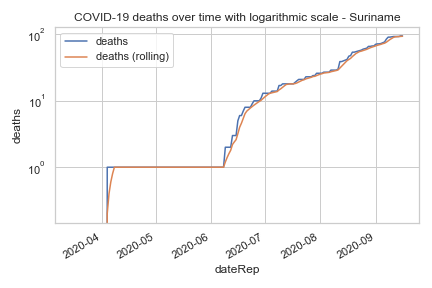 COVID-19 deaths over time with logarithmic scale - Suriname
deaths
deaths (rolling)
10²
10¹
10⁰
deaths
2020-04
2020-05
2020-06
2020-07
2020-08
2020-09
dateRep